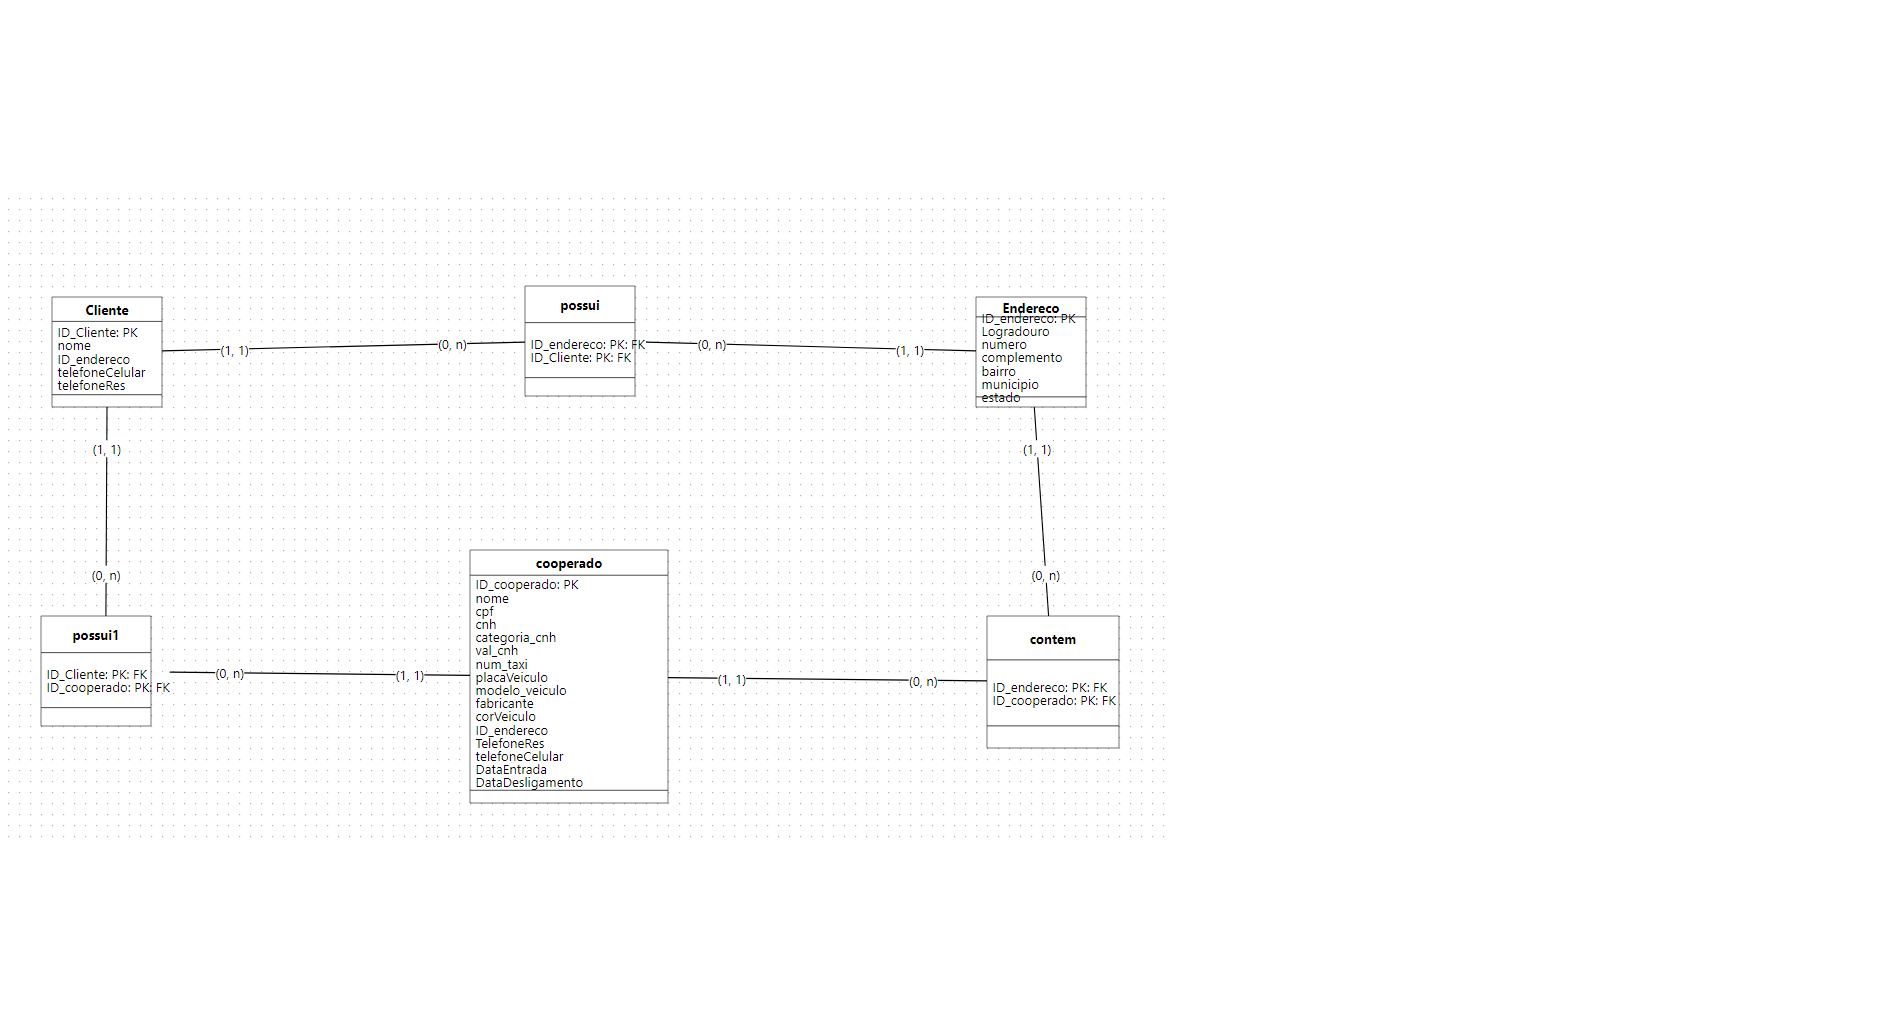 Cliente
ID_Cliente: PK
nome
ID_endereco
telefoneCelular
telefoneRes
(1, 1)
(0, n)
possui
ID_endereco: PK: FK
ID_Cliente: PK: FK
(0, n)
(1, 1)
Endereco
ID_endereco: PK
Logradouro
numero
complemento
bairro
municipio
estado
(1, 1)
(0, n)
(1, 1)
(0, n)
possui1
ID_Cliente: PK: FK
ID_cooperado: PK: FK
(0, n)
(1, 1)
cooperado
ID_cooperado: PK
nome
cpf
cnh
categoria_cnh
val_cnh
num_taxi
placaVeiculo
modelo_veiculo
fabricante
corVeiculo
ID_endereco
TelefoneRes
telefoneCelular
DataEntrada
DataDesligamento
(1, 1)
(0, n)
contem
ID_endereco: PK: FK
ID_cooperado: PK: FK